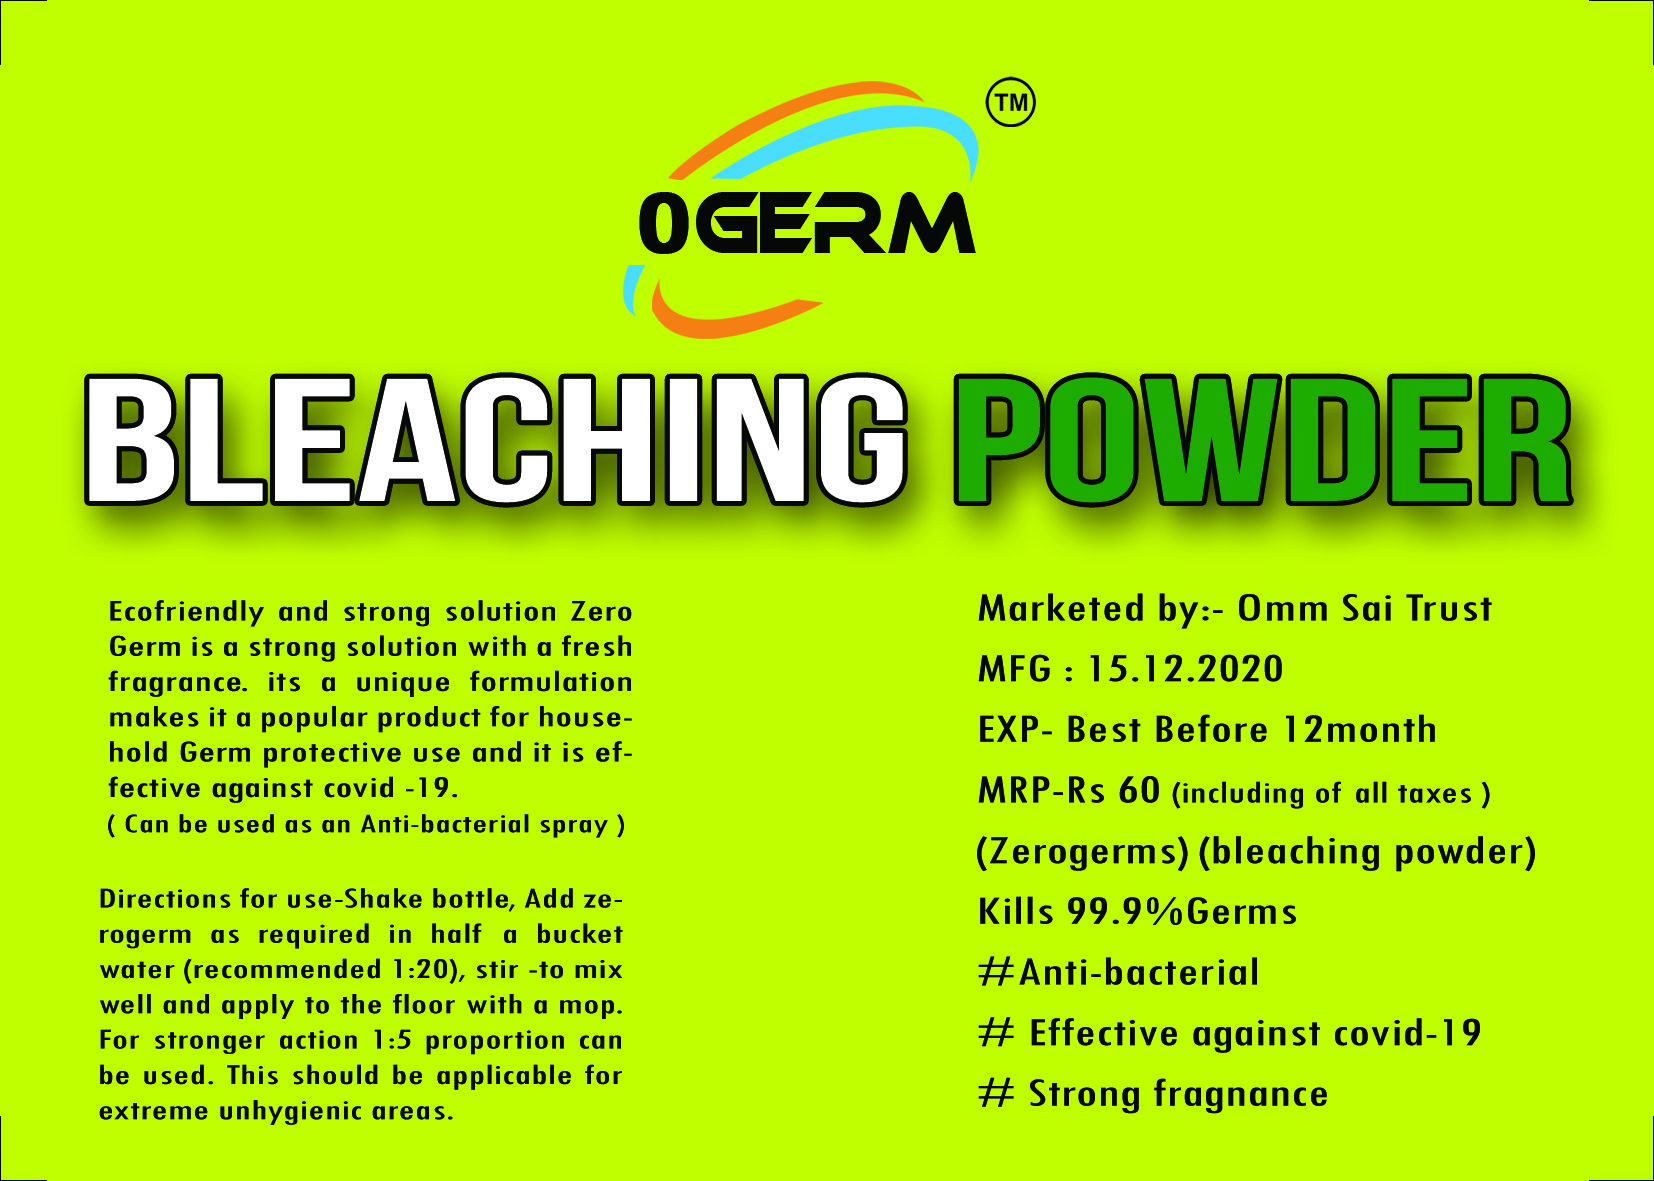 TM
0GERM
BLEACHING POWDER
Ecofriendly and strong solution Zero
Germ is a strong solution with a fresh
fragrance. its a unique formulation
makes it a popular product for house-
hold Germ protective use and it is ef-
fective against covid -19.
( Can be used as an Anti-bacterial spray )
Directions for use-Shake bottle, Add ze-
rogerm as required in half a bucket
water (recommended 1:20), stir -to mix
well and apply to the floor with a mop.
For stronger action 1:5 proportion can
be used. This should be applicable for
extreme unhygienic areas.
Marketed by:- Omm Sai Trust
MFG : 15.12.2020
EXP- Best Before 12month
MRP-Rs 60 (including of all taxes )
(Zerogerms) (bleaching powder)
Kills 99.9%Germs
#Anti-bacterial
# Effective against covid-19
# Strong fragnance